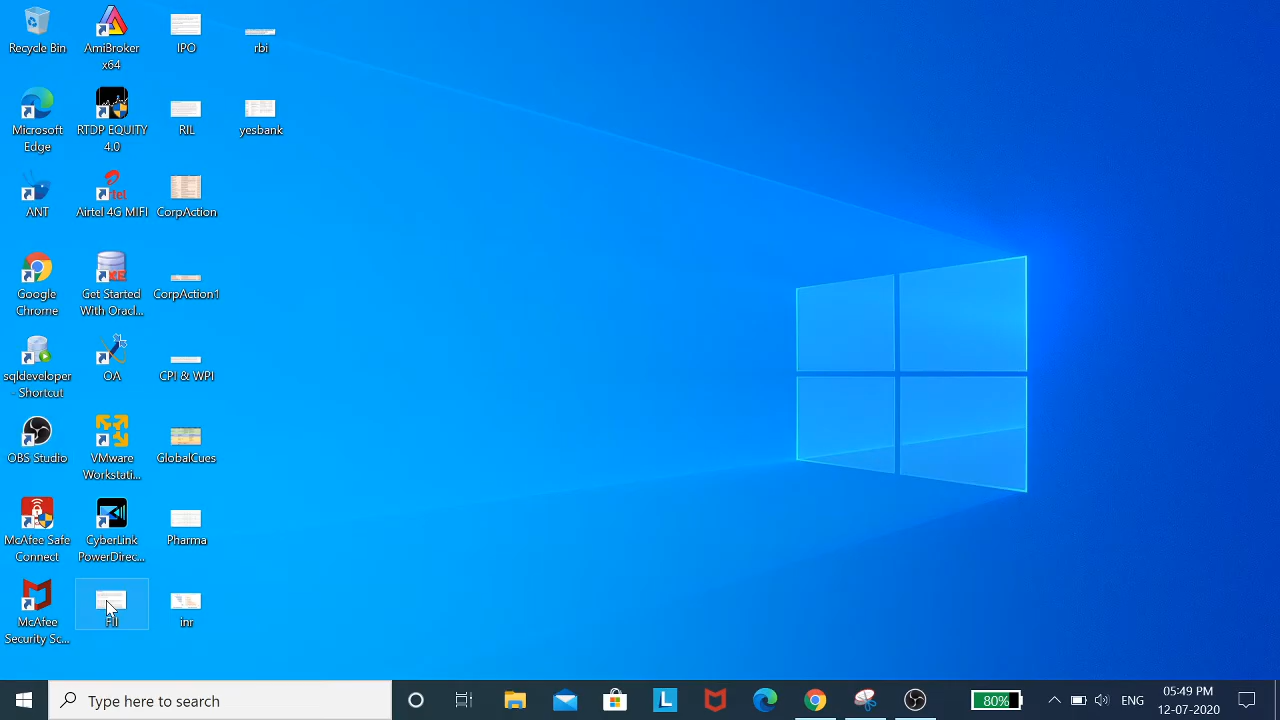 Recycle Bin
AmiBroker
x64
IPO
rbi
Microsoft
Edge
RTDP EQUITY
4.0
RIL
yesbank
ANT
Airtel 4G MIFI
CorpAction
Google
Chrome
Get Started
With Oracl...
CorpAction1
sqldeveloper
- Shortcut
OA
CPI & WPI
OBS Studio
VMware
Workstati...
GlobalCues
McAfee Safe
Connect
CyberLink
PowerDirec...
Pharma
McAfee
Security Sc...
FII
inr
Type here to search
L
80%
ENG
05:49 PM
12-07-2020